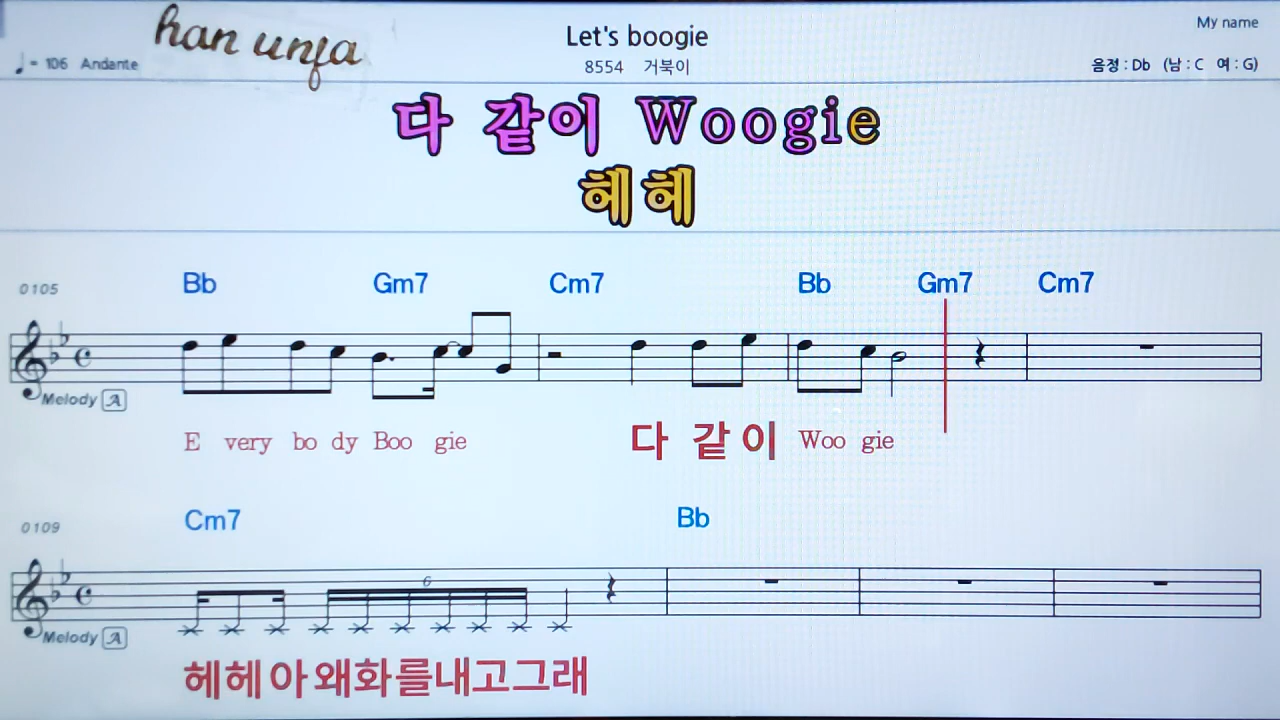 han unfa
Let's boogie
My name
♩= 106 Andante
8554 거북이
음정 : Db (남 : C 여 : G)
다 같이 Woogie
헤헤
0105 Bb Gm7 Cm7 Bb Gm7 Cm7
Melody A
E very bo dy Boo gie 다 같 이 Woo gie
0109 Cm7 Bb
6
Melody A
헤헤아왜화를내고그래